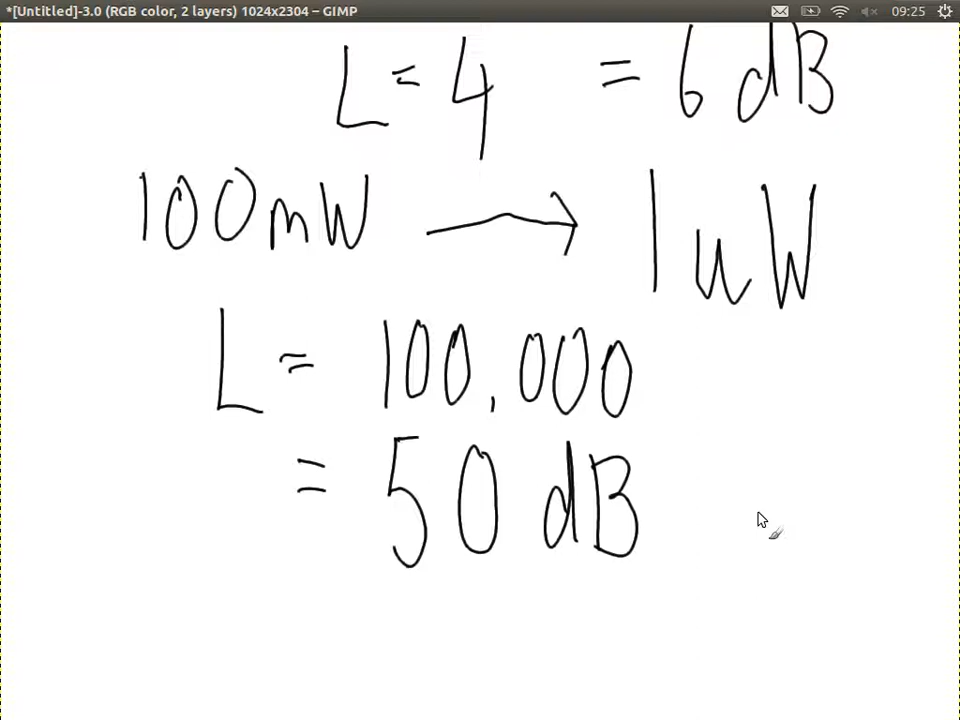 *[Untitled]-3.0 (RGB color, 2 layers) 1024x2304 – GIMP 09:25
L = 4 = 6 dB
100mW → 1uW
L = 100,000
= 50 dB